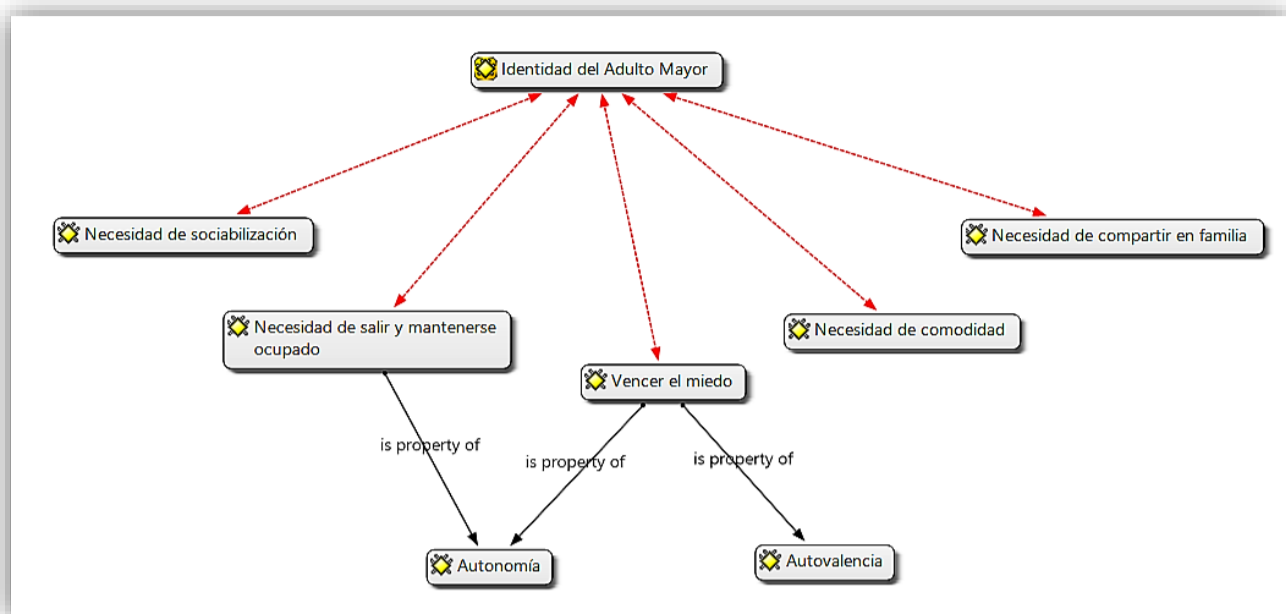 Identidad del Adulto Mayor
Necesidad de sociabilización
Necesidad de compartir en familia
Necesidad de salir y mantenerse
ocupado
Necesidad de comodidad
Vencer el miedo
is property of
is property of
is property of
Autonomía
Autovalencia